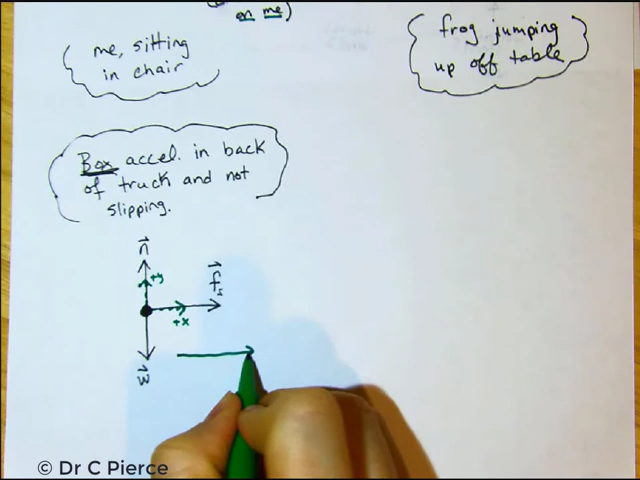 on me)
me, sitting
in chair
frog jumping
up off table
Box accel. in back
of truck and not
slipping.
n
+y
fs
+x
w
© Dr C Pierce